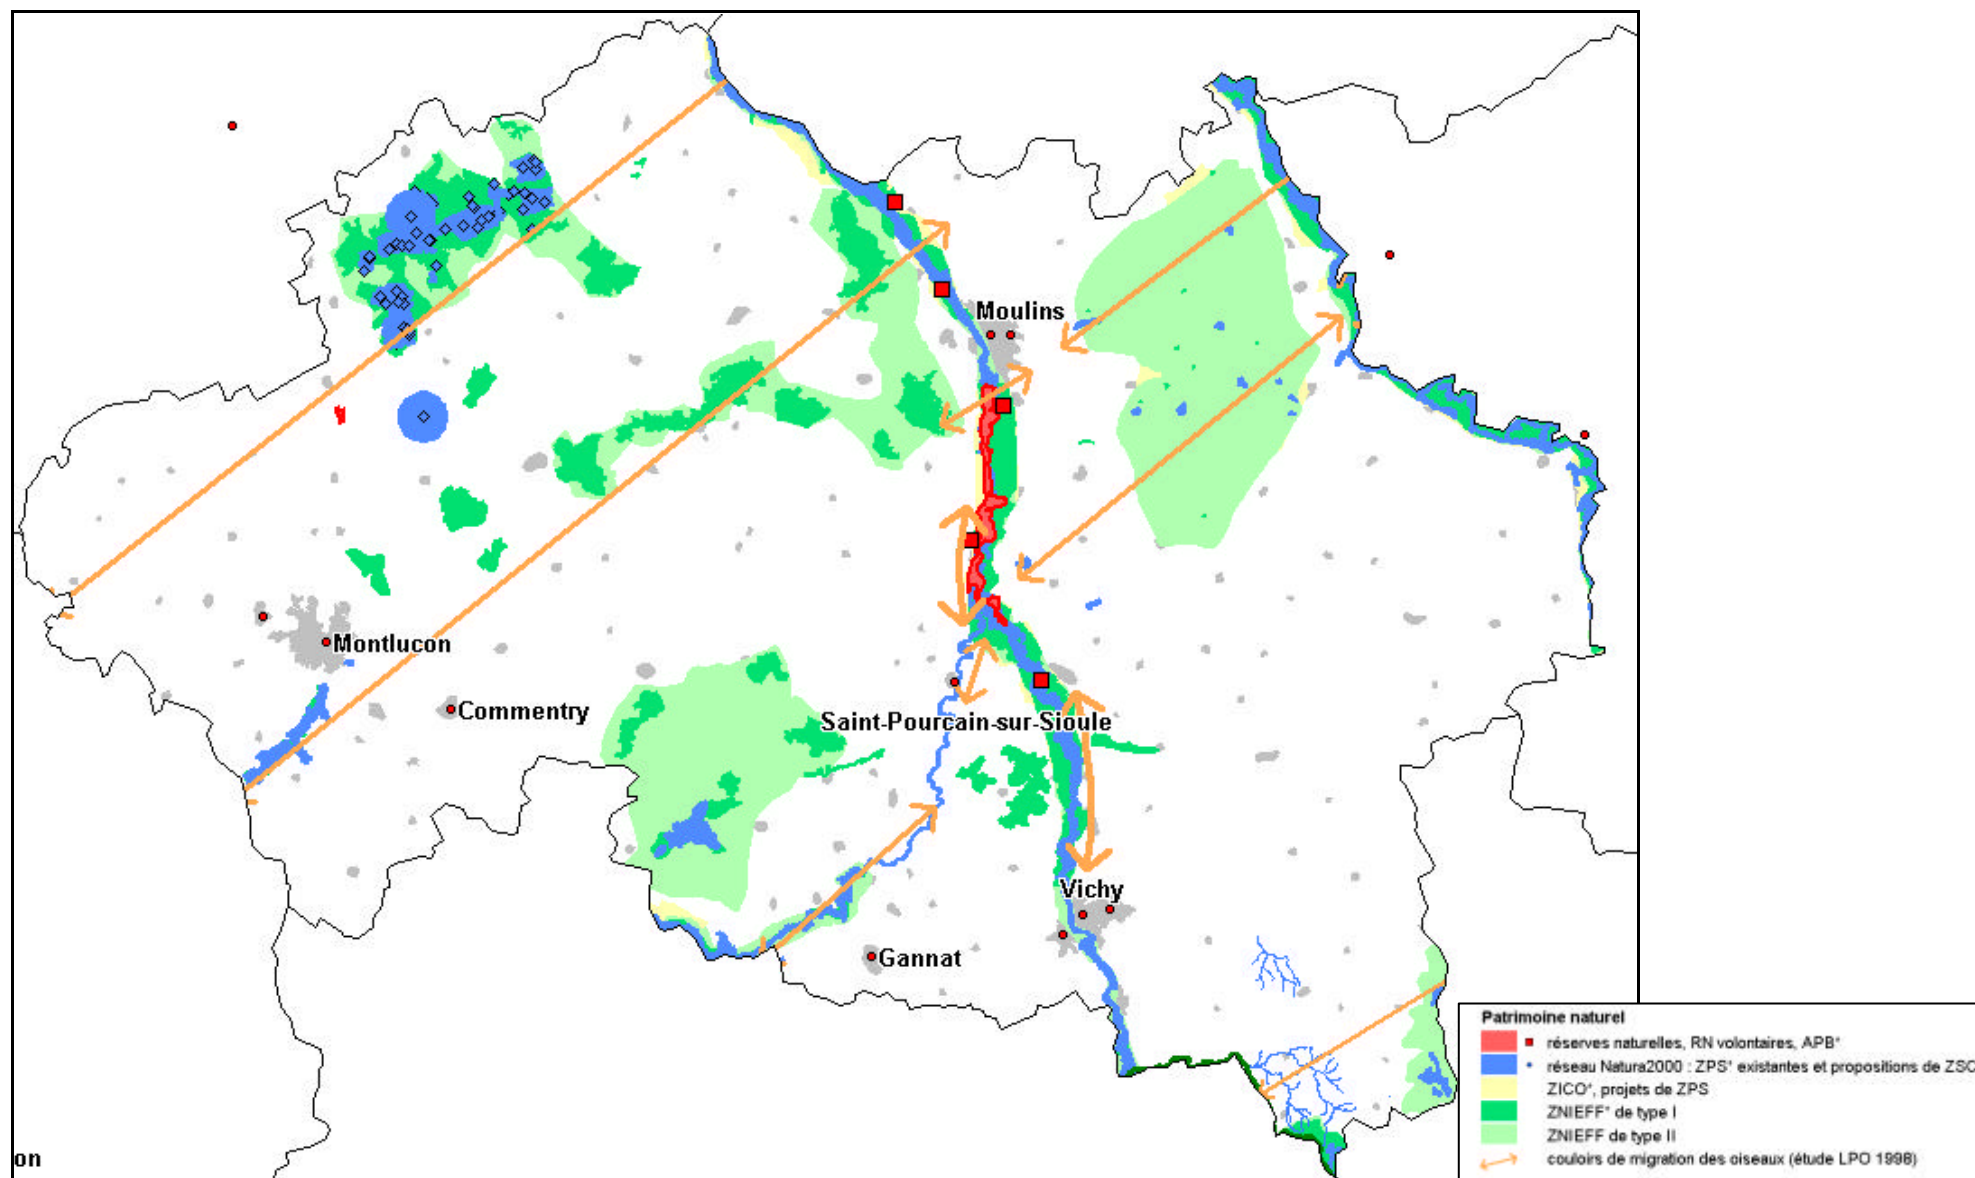 Moulins
Montlucon
Commentry
Saint-Pourcain-sur-Sioule
Vichy
Gannat
on
Patrimoine naturel
réserves naturelles, RN volontaires, APB*
réseau Natura2000 : ZPS* existantes et propositions de ZSC
ZICO*, projets de ZPS
ZNIEFF* de type I
ZNIEFF de type II
couloirs de migration des oiseaux (étude LPO 1998)